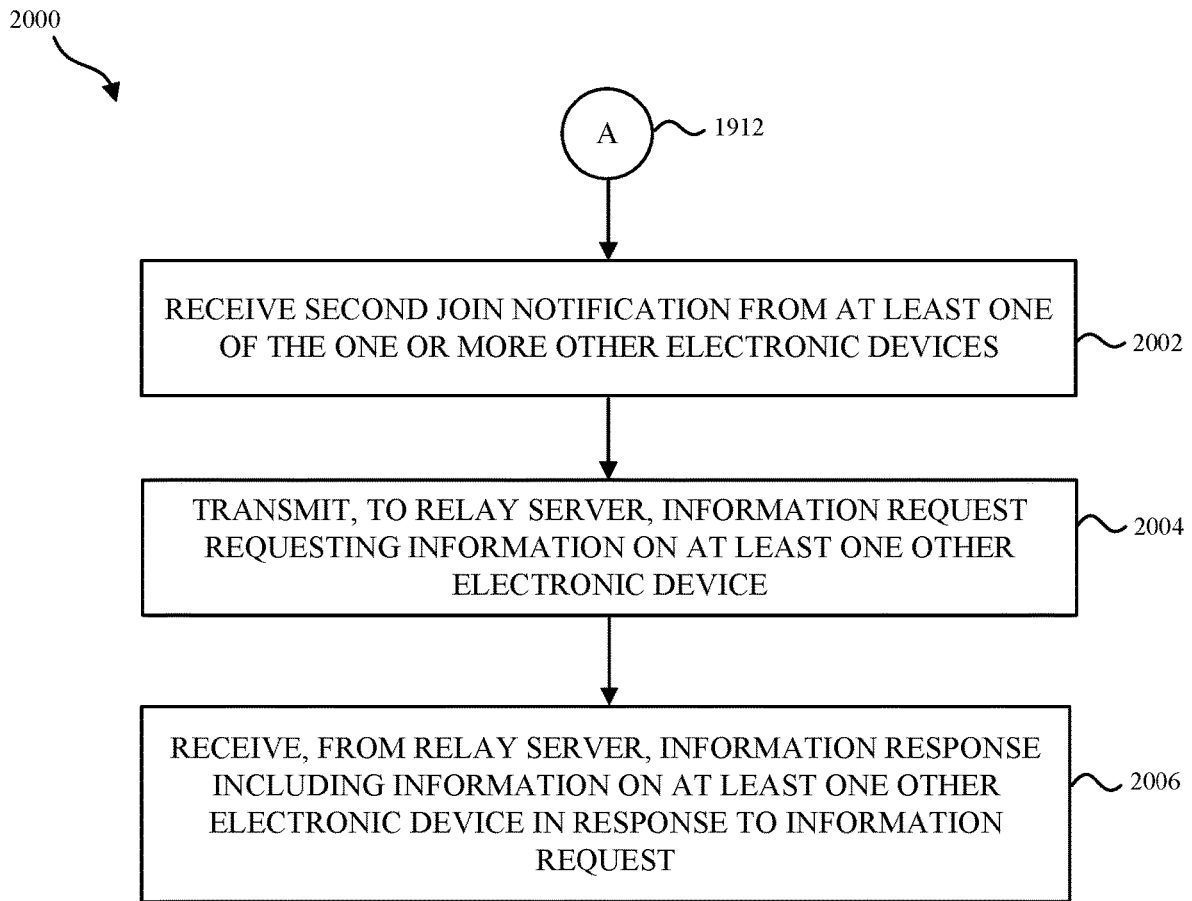 2000
A
1912
RECEIVE SECOND JOIN NOTIFICATION FROM AT LEAST ONE
OF THE ONE OR MORE OTHER ELECTRONIC DEVICES
2002
TRANSMIT, TO RELAY SERVER, INFORMATION REQUEST
REQUESTING INFORMATION ON AT LEAST ONE OTHER
ELECTRONIC DEVICE
2004
RECEIVE, FROM RELAY SERVER, INFORMATION RESPONSE
INCLUDING INFORMATION ON AT LEAST ONE OTHER
ELECTRONIC DEVICE IN RESPONSE TO INFORMATION
REQUEST
2006